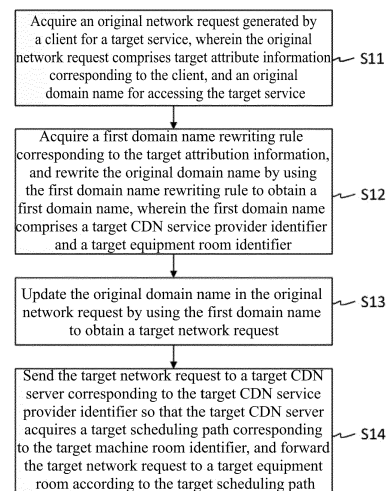 Acquire an original network request generated by
a client for a target service, wherein the original
network request comprises target attribute information
corresponding to the client, and an original
domain name for accessing the target service
S11
Acquire a first domain name rewriting rule
corresponding to the target attribution information,
and rewrite the original domain name by using
the first domain name rewriting rule to obtain a
first domain name, wherein the first domain name
comprises a target CDN service provider identifier
and a target equipment room identifier
S12
Update the original domain name in the original
network request by using the first domain name
to obtain a target network request
S13
Send the target network request to a target CDN
server corresponding to the target CDN service
provider identifier so that the target CDN server
acquires a target scheduling path corresponding
to the target machine room identifier, and forward
the target network request to a target equipment
room according to the target scheduling path
S14